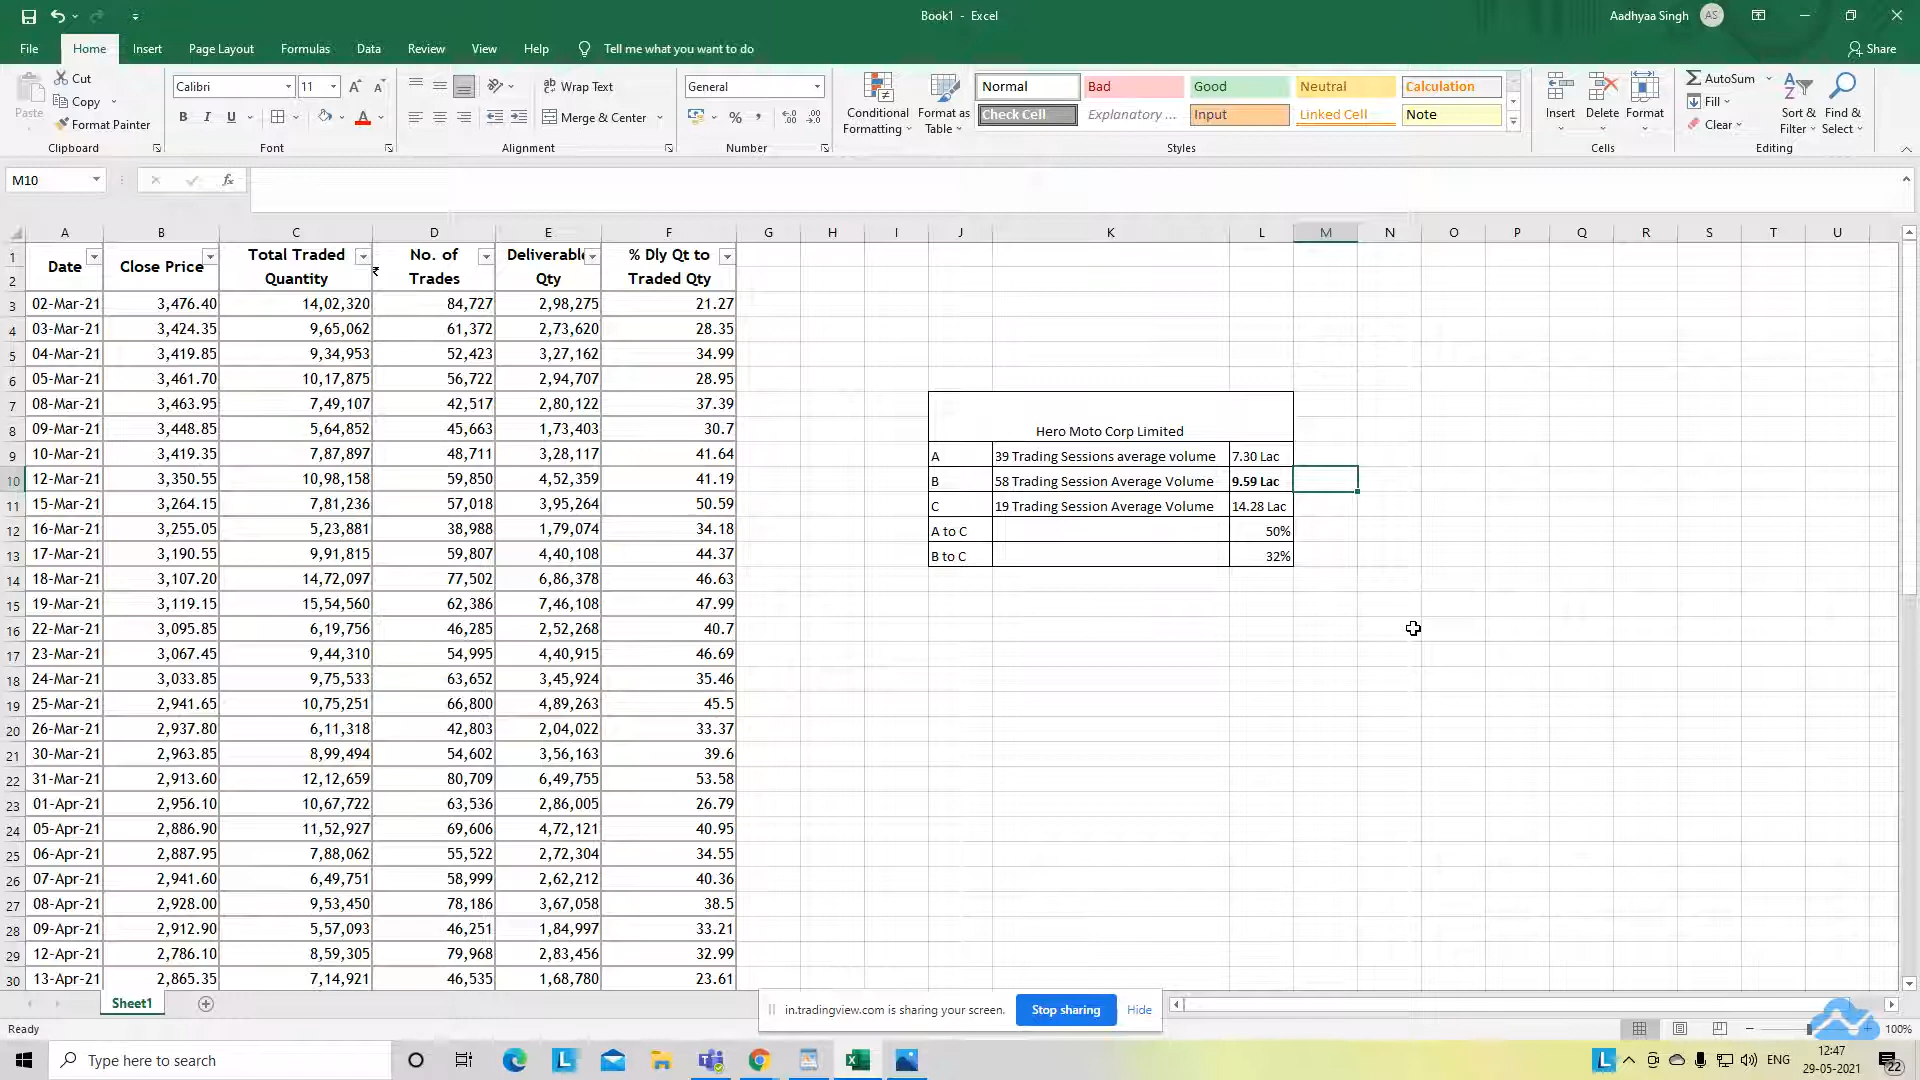 Book1 - Excel
Aadhyaa Singh AS
File Home Insert Page Layout Formulas Data Review View Help Tell me what you want to do Share
Paste Cut Copy Format Painter
Calibri 11
B I U A
Wrap Text Merge & Center
General
%
Conditional Formatting
Format as Table
Normal Bad Good Neutral Calculation
Check Cell Explanatory ... Input Linked Cell Note
Insert Delete Format
AutoSum Fill Clear
Sort & Filter
Find & Select
Clipboard Font Alignment Number Styles Cells Editing
M10 fx
A B C D E F G H I J K L M N O P Q R S T U
Date Close Price Total Traded Quantity ₹ No. of Trades Deliverabl Qty % Dly Qt to Traded Qty
1
2
3 02-Mar-21 3,476.40 14,02,320 84,727 2,98,275 21.27
4 03-Mar-21 3,424.35 9,65,062 61,372 2,73,620 28.35
5 04-Mar-21 3,419.85 9,34,953 52,423 3,27,162 34.99
6 05-Mar-21 3,461.70 10,17,875 56,722 2,94,707 28.95
7 08-Mar-21 3,463.95 7,49,107 42,517 2,80,122 37.39
8 09-Mar-21 3,448.85 5,64,852 45,663 1,73,403 30.7
9 10-Mar-21 3,419.35 7,87,897 48,711 3,28,117 41.64
10 12-Mar-21 3,350.55 10,98,158 59,850 4,52,359 41.19
11 15-Mar-21 3,264.15 7,81,236 57,018 3,95,264 50.59
12 16-Mar-21 3,255.05 5,23,881 38,988 1,79,074 34.18
13 17-Mar-21 3,190.55 9,91,815 59,807 4,40,108 44.37
14 18-Mar-21 3,107.20 14,72,097 77,502 6,86,378 46.63
15 19-Mar-21 3,119.15 15,54,560 62,386 7,46,108 47.99
16 22-Mar-21 3,095.85 6,19,756 46,285 2,52,268 40.7
17 23-Mar-21 3,067.45 9,44,310 54,995 4,40,915 46.69
18 24-Mar-21 3,033.85 9,75,533 63,652 3,45,924 35.46
19 25-Mar-21 2,941.65 10,75,251 66,800 4,89,263 45.5
20 26-Mar-21 2,937.80 6,11,318 42,803 2,04,022 33.37
21 30-Mar-21 2,963.85 8,99,494 54,602 3,56,163 39.6
22 31-Mar-21 2,913.60 12,12,659 80,709 6,49,755 53.58
23 01-Apr-21 2,956.10 10,67,722 63,536 2,86,005 26.79
24 05-Apr-21 2,886.90 11,52,927 69,606 4,72,121 40.95
25 06-Apr-21 2,887.95 7,88,062 55,522 2,72,304 34.55
26 07-Apr-21 2,941.60 6,49,751 58,999 2,62,212 40.36
27 08-Apr-21 2,928.00 9,53,450 78,186 3,67,058 38.5
28 09-Apr-21 2,912.90 5,57,093 46,251 1,84,997 33.21
29 12-Apr-21 2,786.10 8,59,305 79,968 2,83,456 32.99
30 13-Apr-21 2,865.35 7,14,921 46,535 1,68,780 23.61
Hero Moto Corp Limited
A 39 Trading Sessions average volume 7.30 Lac
B 58 Trading Session Average Volume 9.59 Lac
C 19 Trading Session Average Volume 14.28 Lac
A to C 50%
B to C 32%
Sheet1
in.tradingview.com is sharing your screen. Stop sharing Hide
Ready 100%
Type here to search
ENG 12:47
29-05-2021 22